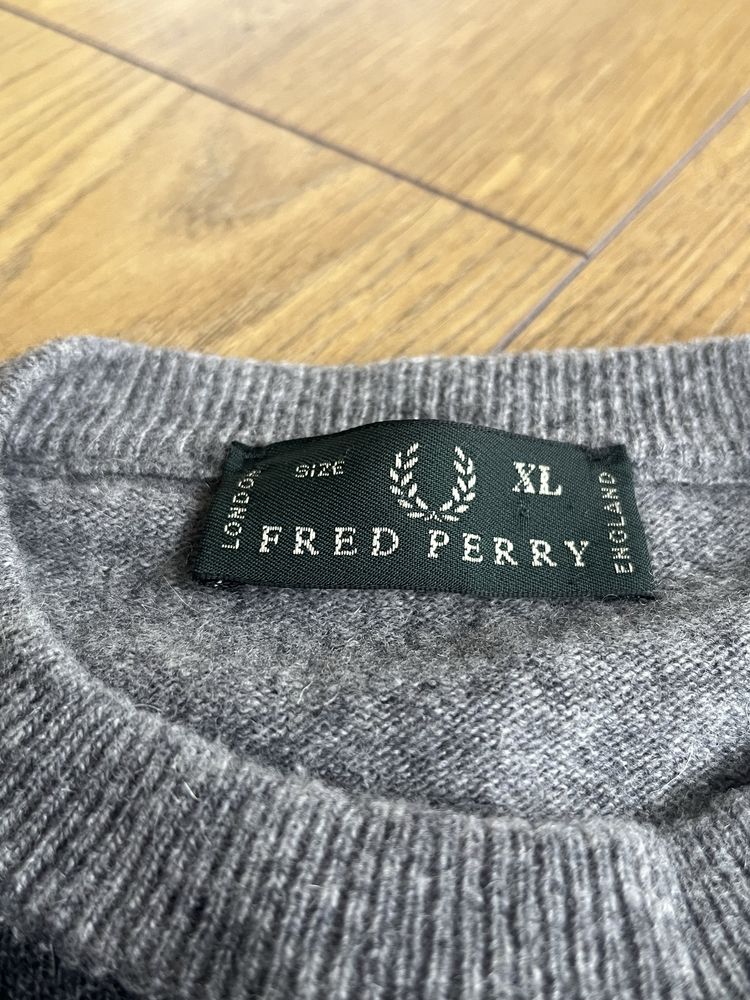 LONDON
SIZE
XL
FRED PERRY
ENGLAND